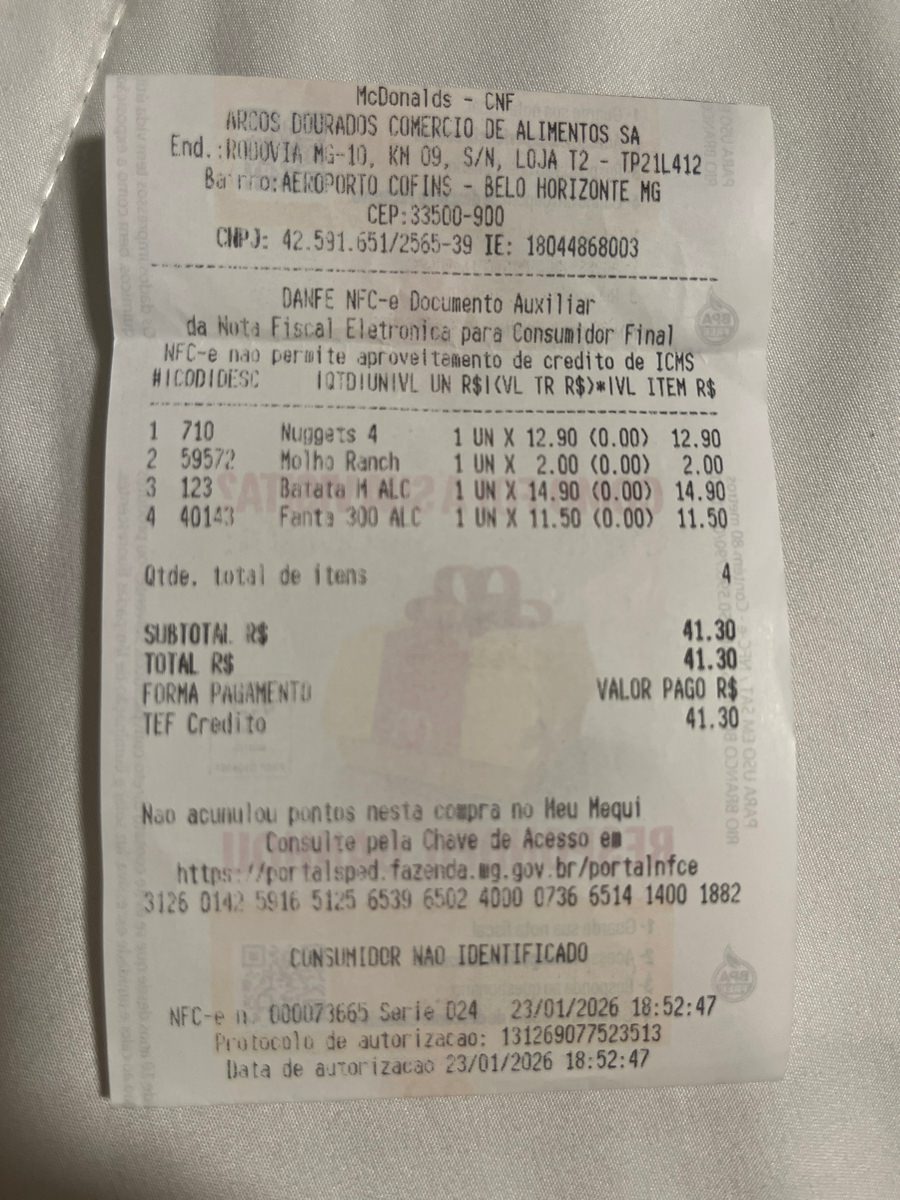 McDonalds - CNF
ARCOS DOURADOS COMERCIO DE ALIMENTOS SA
End.:RODOVIA MG-10, KM 09, S/N, LOJA T2 - TP21L412
Bairro:AEROPORTO COFINS - BELO HORIZONTE MG
CEP:33500-900
CNPJ: 42.591.651/2565-39 IE: 18044868003
DANFE NFC-e Documento Auxiliar
da Nota Fiscal Eletronica para Consumidor Final
NFC-e nao permite aproveitamento de credito de ICMS
#|COD|DESC |QTD|UN|VL UN R$|(VL TR R$)*|VL ITEM R$
1 710 Nuggets 4 1 UN X 12.90 (0.00) 12.90
2 59572 Molho Ranch 1 UN X 2.00 (0.00) 2.00
3 123 Batata M ALC 1 UN X 14.90 (0.00) 14.90
4 40143 Fanta 300 ALC 1 UN X 11.50 (0.00) 11.50
Qtde. total de itens 4
SUBTOTAL R$ 41.30
TOTAL R$ 41.30
FORMA PAGAMENTO VALOR PAGO R$
TEF Credito 41.30
Nao acumulou pontos nesta compra no Meu Mequi
Consulte pela Chave de Acesso em
https://portalsped.fazenda.mg.gov.br/portalnfce
3126 0142 5916 5125 6539 6502 4000 0736 6514 1400 1882
CONSUMIDOR NAO IDENTIFICADO
NFC-e n. 000073665 Serie 024 23/01/2026 18:52:47
Protocolo de autorizacao: 131269077523513
Data de autorizacao 23/01/2026 18:52:47